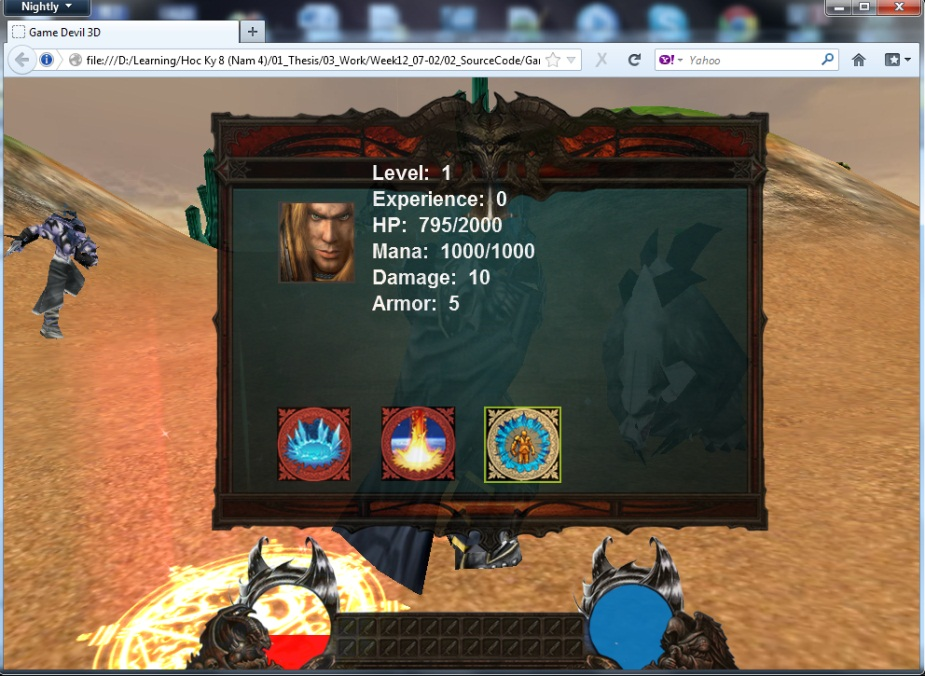 Nightly
Game Devil 3D
file:///D:/Learning/Hoc Ky 8 (Nam 4)/01_Thesis/03_Work/Week12_07-02/02_SourceCode/Gar
Yahoo
Level: 1
Experience: 0
HP: 795/2000
Mana: 1000/1000
Damage: 10
Armor: 5